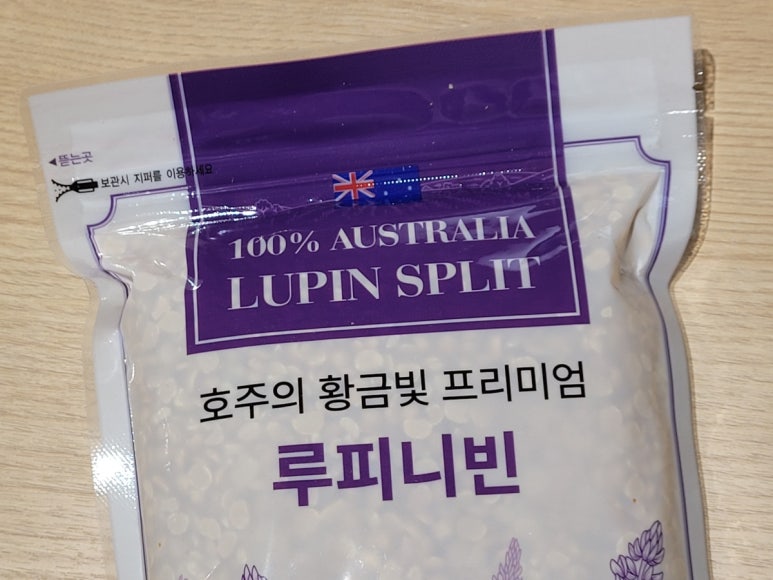 ◀뜯는곳
보관시 지퍼를 이용하세요
100% AUSTRALIA
LUPIN SPLIT
호주의 황금빛 프리미엄
루피니빈